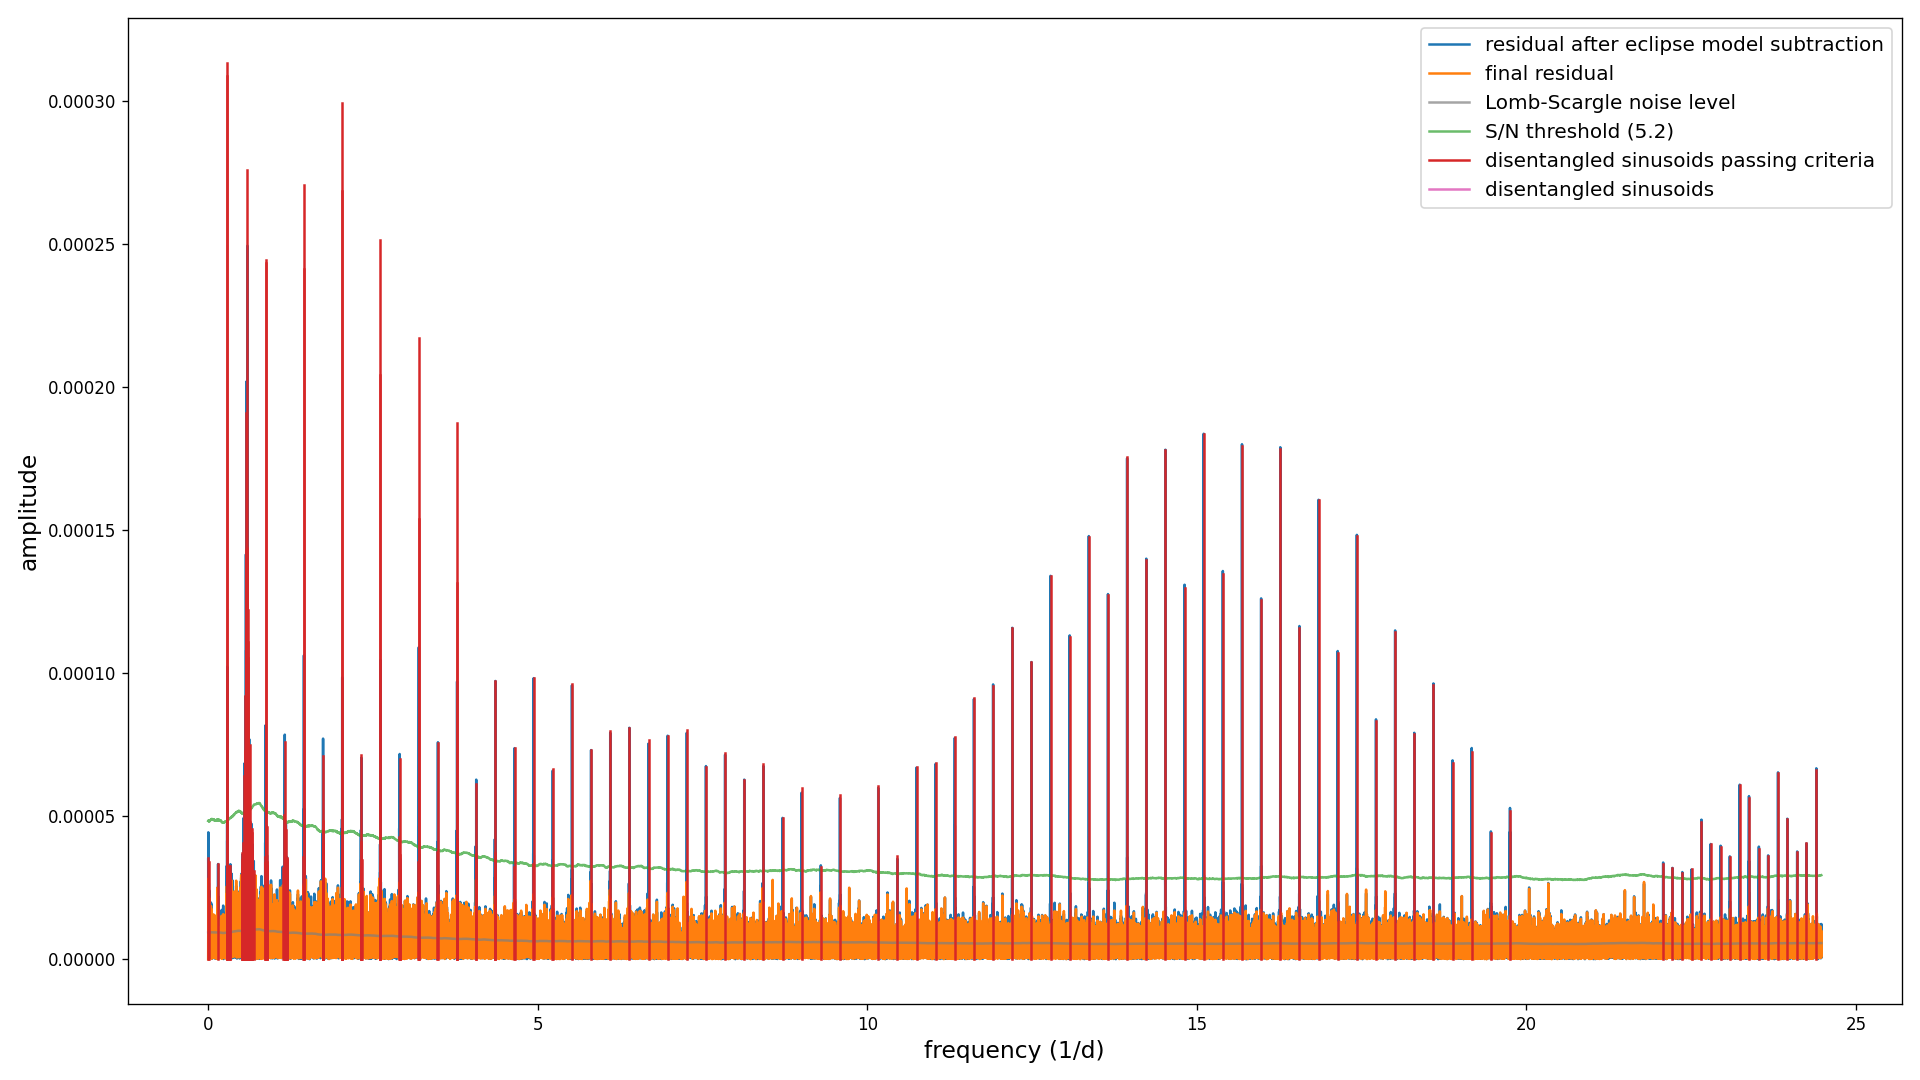 residual after eclipse model subtraction
final residual
Lomb-Scargle noise level
S/N threshold (5.2)
disentangled sinusoids passing criteria
disentangled sinusoids
0.00030
0.00025
0.00020
0.00015
0.00010
0.00005
0.00000
amplitude
0 5 10 15 20 25
frequency (1/d)